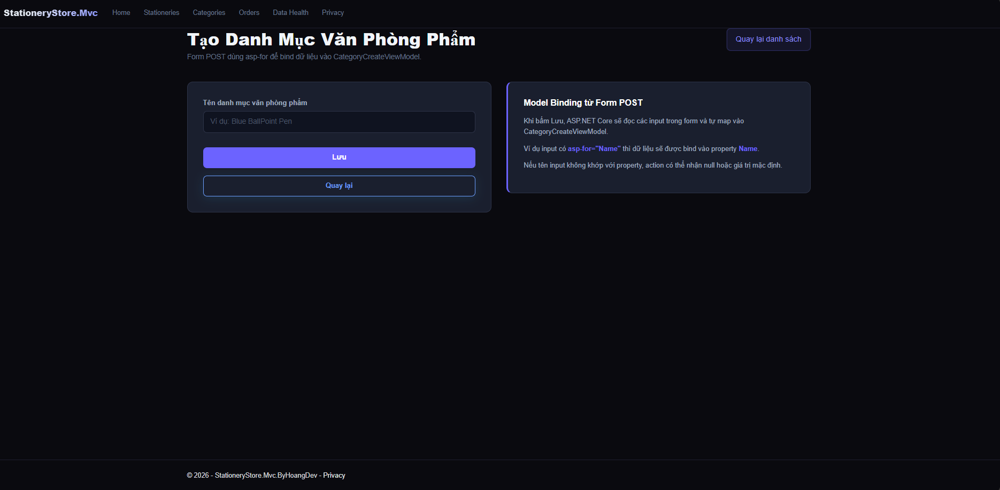 StationeryStore.Mvc Home Stationeries Categories Orders Data Health Privacy
Tạo Danh Mục Văn Phòng Phẩm
Quay lại danh sách
Form POST dùng asp-for để bind dữ liệu vào CategoryCreateViewModel.
Tên danh mục văn phòng phẩm
Ví dụ: Blue BallPoint Pen
Lưu
Quay lại
Model Binding từ Form POST
Khi bấm Lưu, ASP.NET Core sẽ đọc các input trong form và tự map vào
CategoryCreateViewModel.
Ví dụ input có asp-for="Name" thì dữ liệu sẽ được bind vào property Name.
Nếu tên input không khớp với property, action có thể nhận null hoặc giá trị mặc định.
© 2026 - StationeryStore.Mvc.ByHoangDev - Privacy